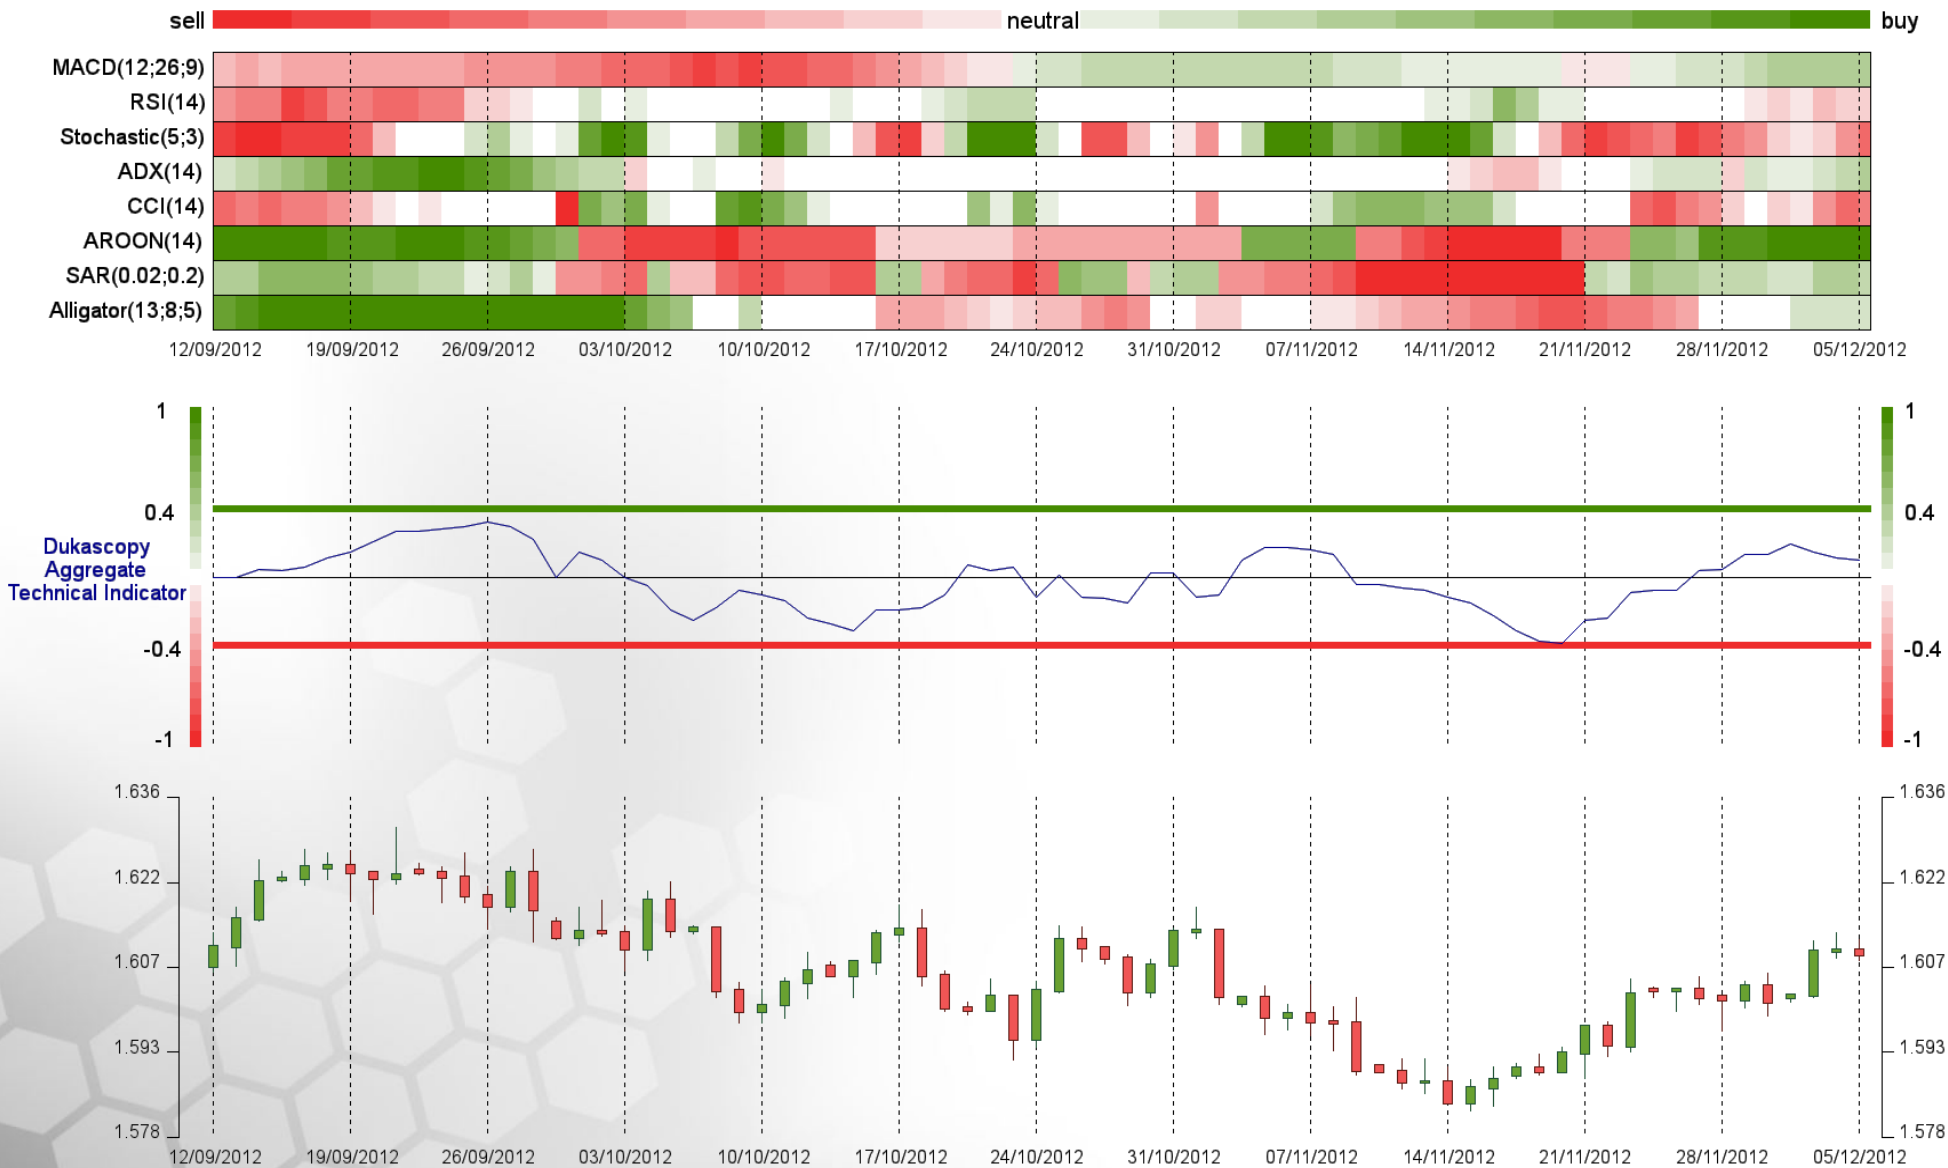 sell neutral buy
MACD(12;26;9)
RSI(14)
Stochastic(5;3)
ADX(14)
CCI(14)
AROON(14)
SAR(0.02;0.2)
Alligator(13;8;5)
12/09/2012 19/09/2012 26/09/2012 03/10/2012 10/10/2012 17/10/2012 24/10/2012 31/10/2012 07/11/2012 14/11/2012 21/11/2012 28/11/2012 05/12/2012
1 1
0.4 0.4
Dukascopy
Aggregate
Technical Indicator
-0.4 -0.4
-1 -1
1.636 1.636
1.622 1.622
1.607 1.607
1.593 1.593
1.578 1.578
12/09/2012 19/09/2012 26/09/2012 03/10/2012 10/10/2012 17/10/2012 24/10/2012 31/10/2012 07/11/2012 14/11/2012 21/11/2012 28/11/2012 05/12/2012